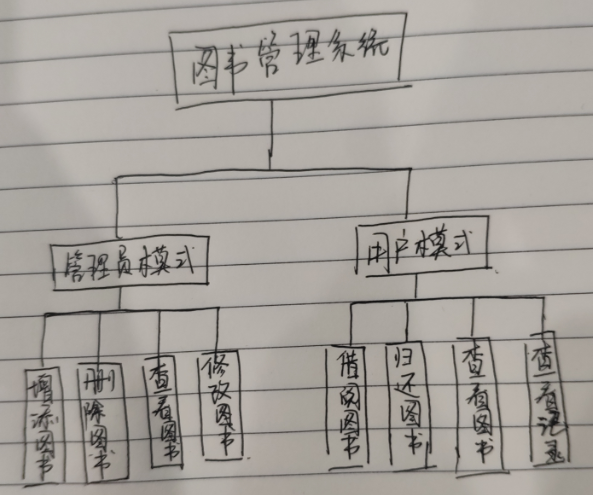 图书管理系统
管理员模式
用户模式
增添图书
删除图书
查看图书
修改图书
借阅图书
归还图书
查看图书
查看记录